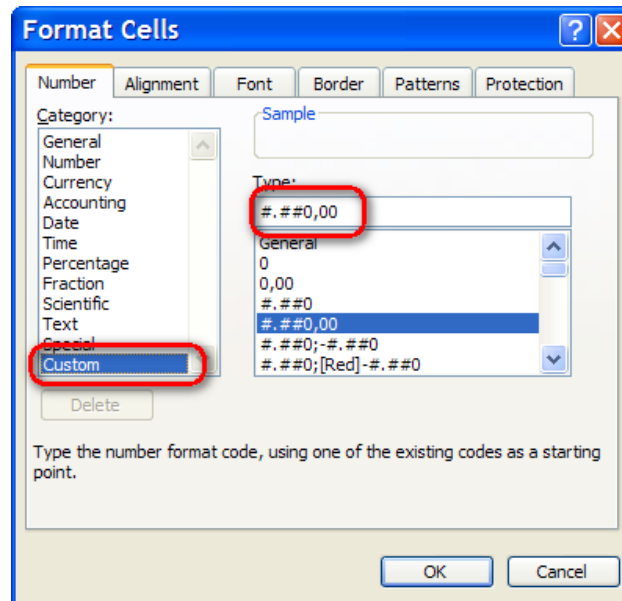 Format Cells
Number Alignment Font Border Patterns Protection
Category:
General
Number
Currency
Accounting
Date
Time
Percentage
Fraction
Scientific
Text
Special
Custom
Sample
Type:
#.##0,00
General
0
0,00
#.##0
#.##0,00
#.##0;-#.##0
#.##0;[Red]-#.##0
Delete
Type the number format code, using one of the existing codes as a starting
point.
OK Cancel